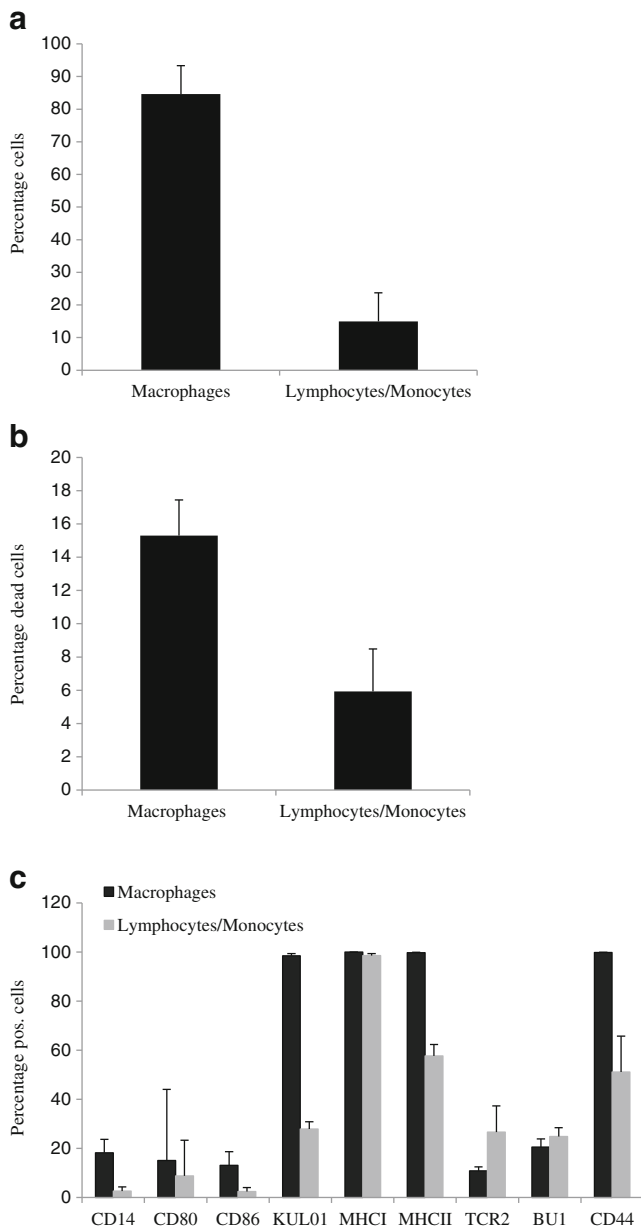 a
100
90
80
70
60
50
40
30
20
10
0
Percentage cells
Macrophages Lymphocytes/Monocytes
b
20
18
16
14
12
10
8
6
4
2
0
Percentage dead cells
Macrophages Lymphocytes/Monocytes
c
Macrophages
Lymphocytes/Monocytes
120
100
80
60
40
20
0
Percentage pos. cells
CD14 CD80 CD86 KUL01 MHCI MHCII TCR2 BU1 CD44